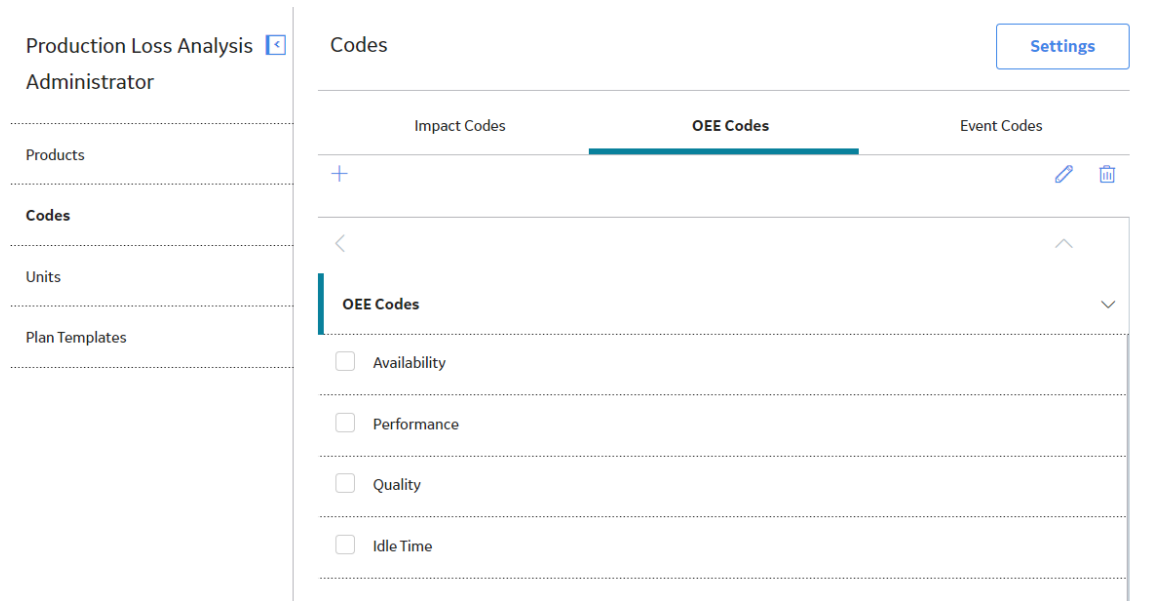 Production Loss Analysis
Administrator
Products
Codes
Units
Plan Templates
Codes
Settings
Impact Codes
OEE Codes
Event Codes
OEE Codes
Availability
Performance
Quality
Idle Time